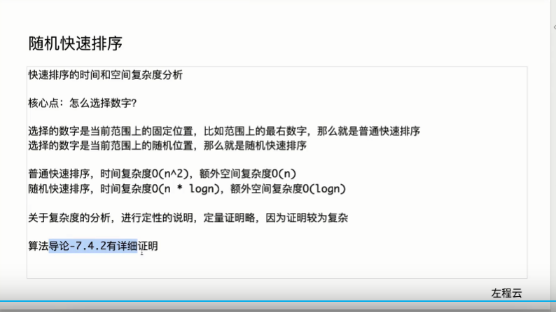 随机快速排序
快速排序的时间和空间复杂度分析
核心点：怎么选择数字？
选择的数字是当前范围上的固定位置，比如范围上的最右数字，那么就是普通快速排序
选择的数字是当前范围上的随机位置，那么就是随机快速排序
普通快速排序，时间复杂度O(n^2)，额外空间复杂度O(n)
随机快速排序，时间复杂度O(n * logn)，额外空间复杂度O(logn)
关于复杂度的分析，进行定性的说明，定量证明略，因为证明较为复杂
算法导论-7.4.2有详细证明
左程云